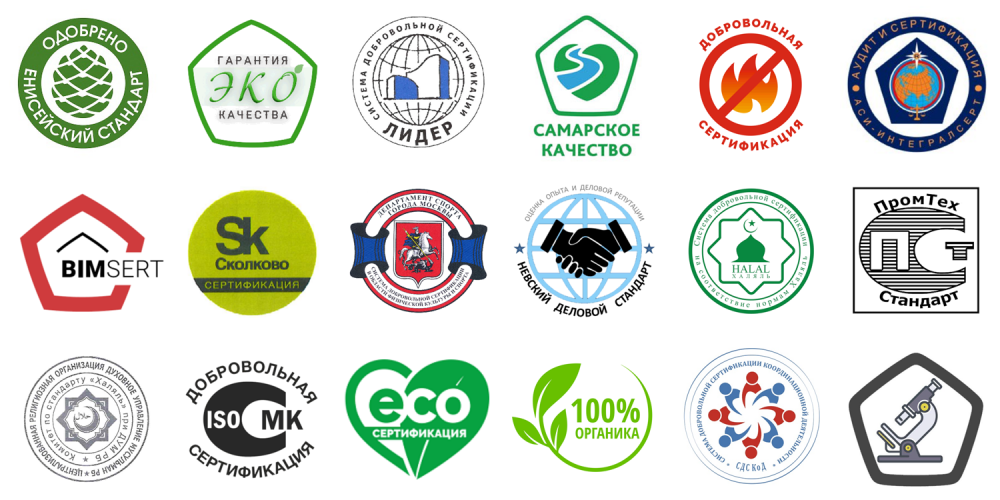 ОДОБРЕНО
ЕНИСЕЙСКИЙ СТАНДАРТ
ГАРАНТИЯ
ЭКО
КАЧЕСТВА
СИСТЕМА ДОБРОВОЛЬНОЙ СЕРТИФИКАЦИИ
ЛИДЕР
САМАРСКОЕ
КАЧЕСТВО
ДОБРОВОЛЬНАЯ
СЕРТИФИКАЦИЯ
АУДИТ И СЕРТИФИКАЦИЯ
АСИ-ИНТЕГРАЛСЕРТ
BIMSERT
Sk
Сколково
СЕРТИФИКАЦИЯ
ДЕПАРТАМЕНТ СПОРТА
ГОРОДА МОСКВЫ
СИСТЕМА ДОБРОВОЛЬНОЙ СЕРТИФИКАЦИИ
В ОБЛАСТИ ФИЗИЧЕСКОЙ КУЛЬТУРЫ И СПОРТА
ОЦЕНКА ОПЫТА И ДЕЛОВОЙ РЕПУТАЦИИ
НЕВСКИЙ ДЕЛОВОЙ СТАНДАРТ
Система добровольной сертификации
на соответствие нормам Халяль
HALAL
ХАЛЯЛЬ
ПромТех
ПСТ
Стандарт
ЦЕНТРАЛИЗОВАННАЯ РЕЛИГИОЗНАЯ ОРГАНИЗАЦИЯ ДУХОВНОЕ УПРАВЛЕНИЕ МУСУЛЬМАН РБ
Комитет по стандарту «Халяль» при ДУМ РБ
حلال
ДОБРОВОЛЬНАЯ
ISO С МК
СЕРТИФИКАЦИЯ
eco
СЕРТИФИКАЦИЯ
100%
ОРГАНИКА
СИСТЕМА ДОБРОВОЛЬНОЙ СЕРТИФИКАЦИИ КООРДИНАЦИОННОЙ ДЕЯТЕЛЬНОСТИ
"СДСКоД"